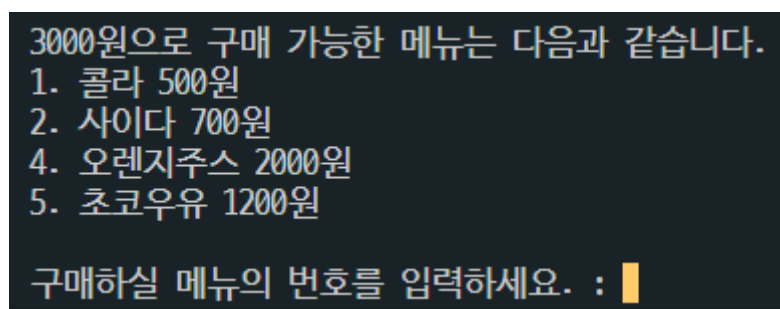 3000원으로 구매 가능한 메뉴는 다음과 같습니다.
1. 콜라 500원
2. 사이다 700원
4. 오렌지주스 2000원
5. 초코우유 1200원
구매하실 메뉴의 번호를 입력하세요. :